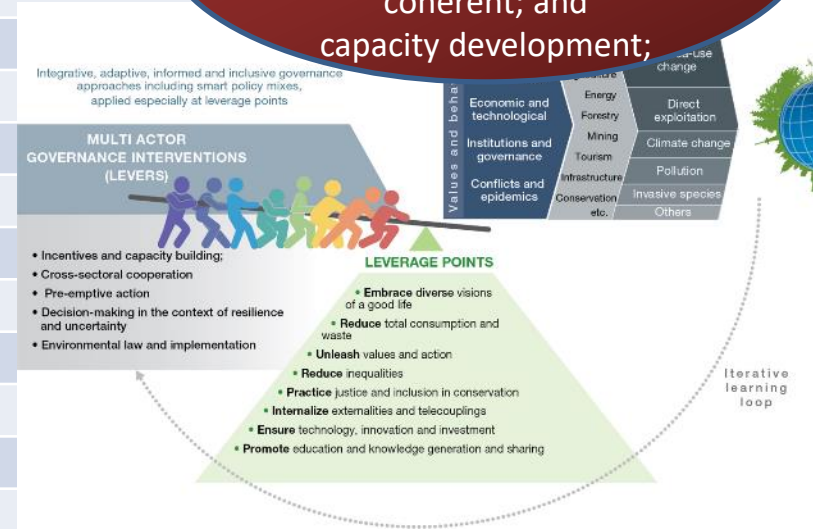 coherent; and
capacity development;
Integrative, adaptive, informed and inclusive governance
approaches including smart policy mixes,
applied especially at leverage points
MULTI ACTOR
GOVERNANCE INTERVENTIONS
(LEVERS)
• Incentives and capacity building;
• Cross-sectoral cooperation
• Pre-emptive action
• Decision-making in the context of resilience
and uncertainty
• Environmental law and implementation
LEVERAGE POINTS
• Embrace diverse visions
of a good life
• Reduce total consumption and
waste
• Unleash values and action
• Reduce inequalities
• Practice justice and inclusion in conservation
• Internalize externalities and telecouplings
• Ensure technology, innovation and investment
• Promote education and knowledge generation and sharing
Values and
Economic and
technological
Institutions and
governance
Conflicts and
epidemics
Energy
Forestry
Mining
Tourism
Infrastructure
Conservation
etc.
change
Direct
exploitation
Climate change
Pollution
Invasive species
Others
Iterative
learning
loop